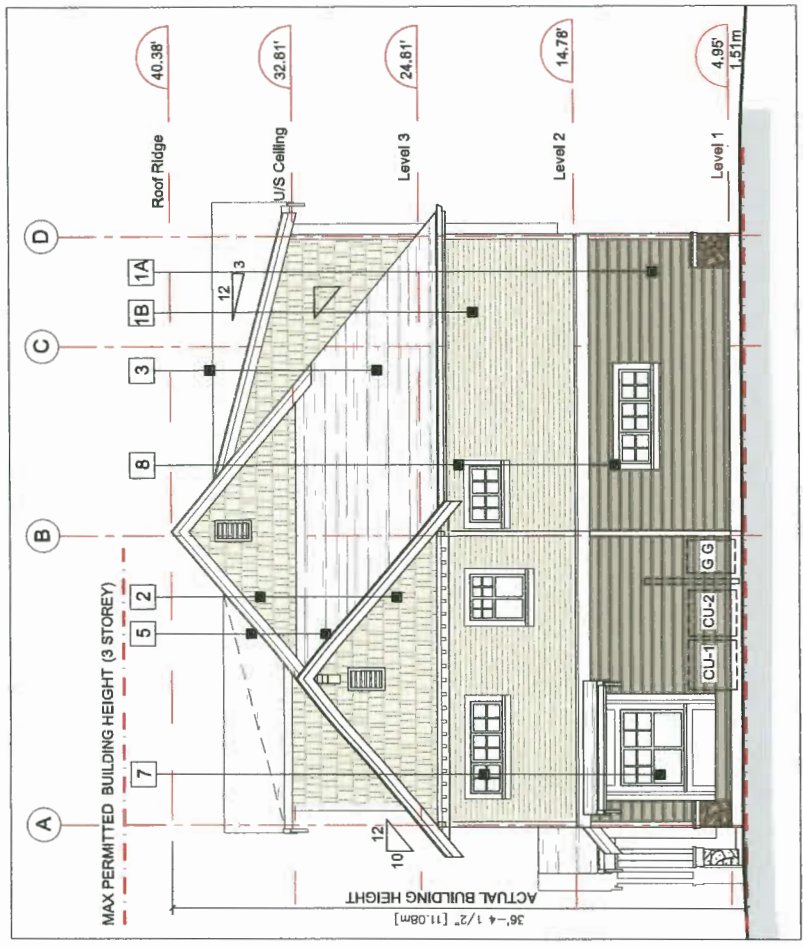 MAX PERMITTED BUILDING HEIGHT (3 STOREY)
A
B
C
D
7
5
2
8
3
1B
1A
12
3
12
10
Roof Ridge
40.38'
U/S Ceiling
32.81'
Level 3
24.81'
Level 2
14.78'
Level 1
4.95'
1.51m
CU-1
CU-2
G G
ACTUAL BUILDING HEIGHT
36'-4 1/2" [11.08m]